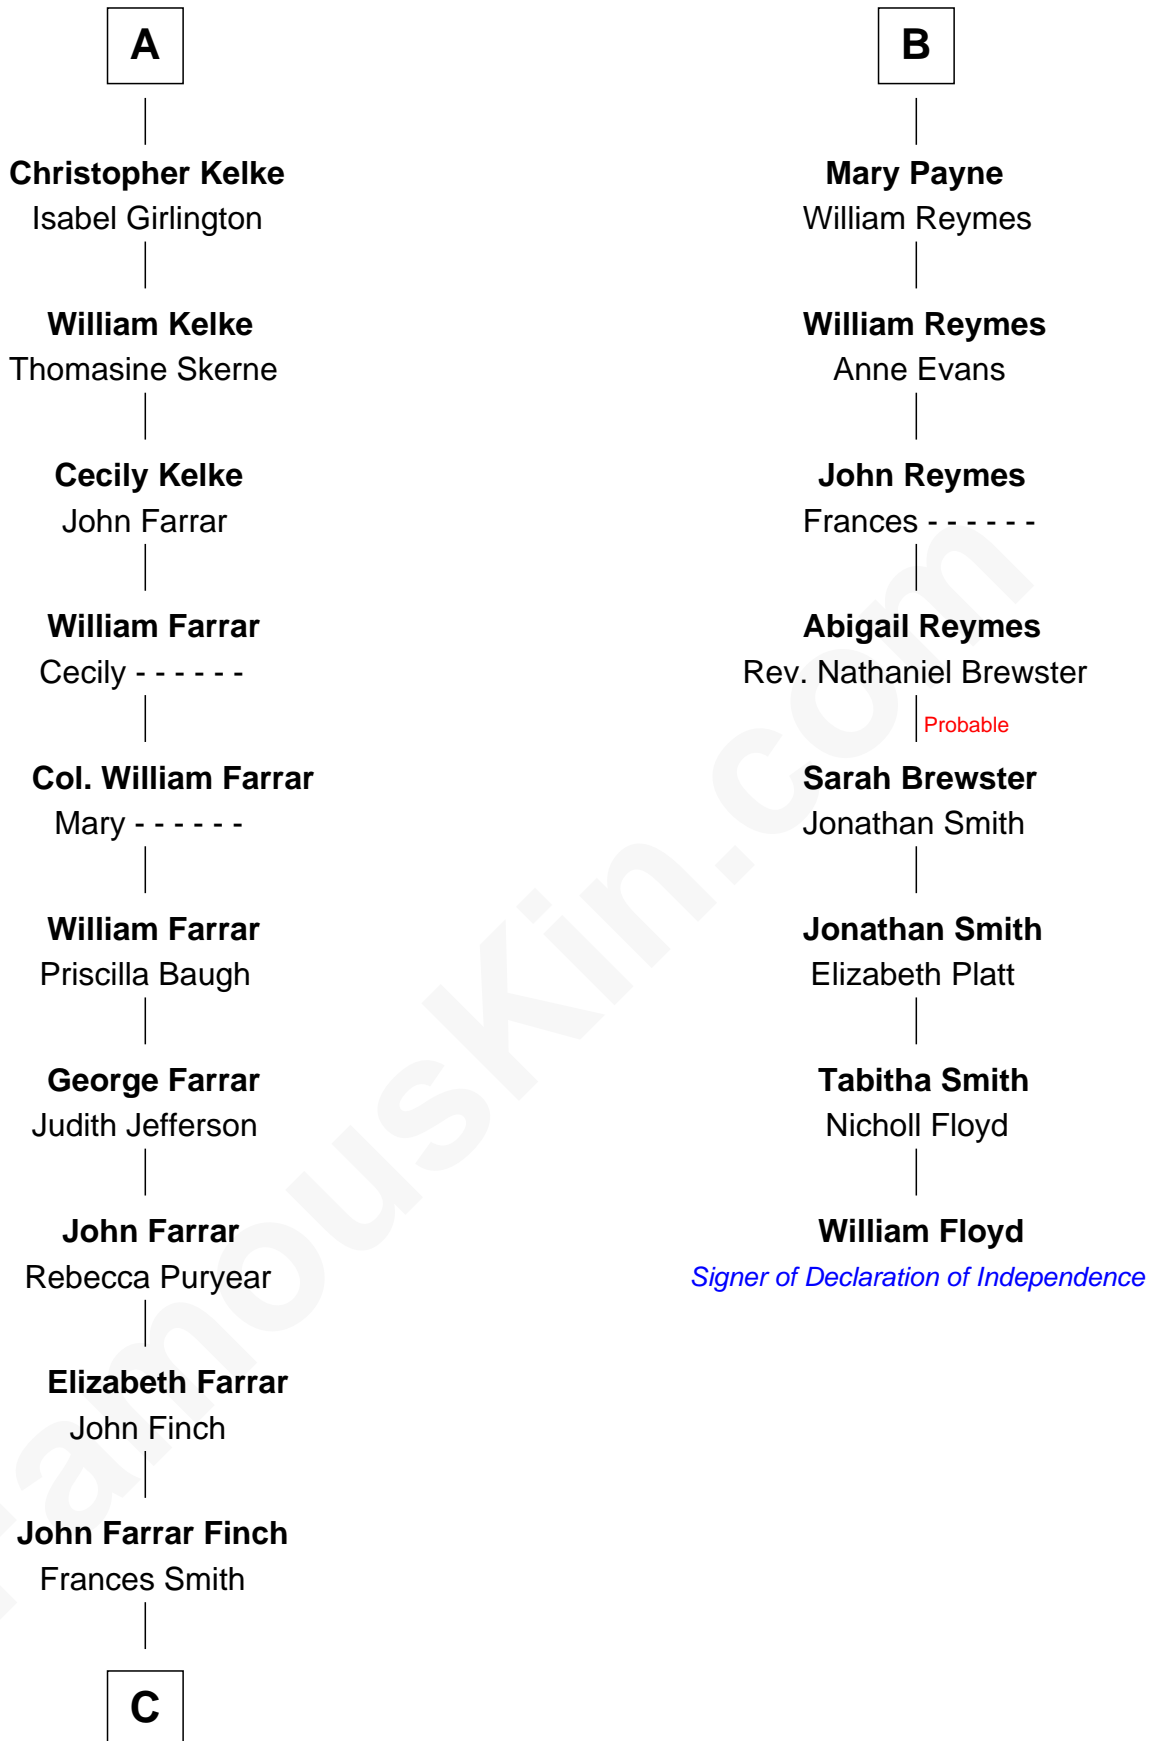 A
Christopher Kelke
Isabel Girlington
William Kelke
Thomasine Skerne
Cecily Kelke
John Farrar
William Farrar
Cecily - - - - - -
Col. William Farrar
Mary - - - - - -
William Farrar
Priscilla Baugh
George Farrar
Judith Jefferson
John Farrar
Rebecca Puryear
Elizabeth Farrar
John Finch
John Farrar Finch
Frances Smith
C
B
Mary Payne
William Reymes
William Reymes
Anne Evans
John Reymes
Frances - - - - - -
Abigail Reymes
Rev. Nathaniel Brewster
Probable
Sarah Brewster
Jonathan Smith
Jonathan Smith
Elizabeth Platt
Tabitha Smith
Nicholl Floyd
William Floyd
Signer of Declaration of Independence
FamousKin.com